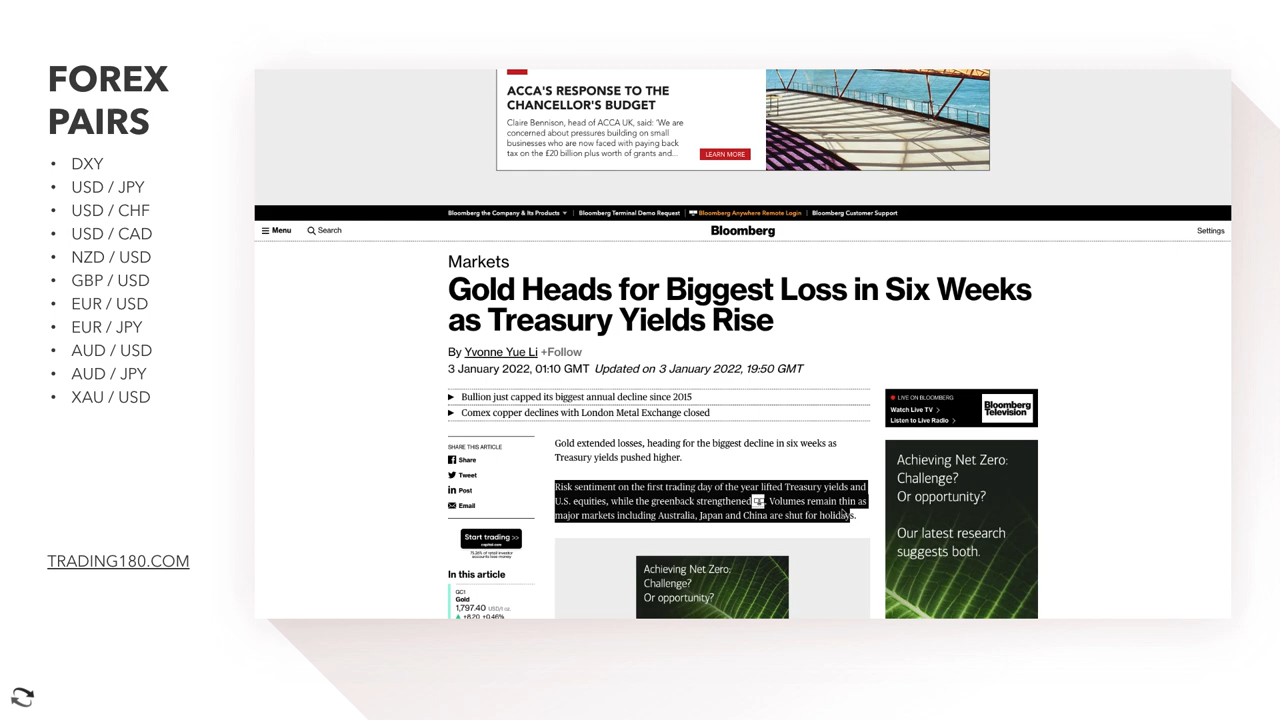 FOREX
PAIRS
• DXY
• USD / JPY
• USD / CHF
• USD / CAD
• NZD / USD
• GBP / USD
• EUR / USD
• EUR / JPY
• AUD / USD
• AUD / JPY
• XAU / USD
TRADING180.COM
ACCA'S RESPONSE TO THE
CHANCELLOR'S BUDGET
Claire Bennison, head of ACCA UK, said: 'We are
concerned about pressures building on small
businesses who are now faced with paying back
tax on the £20 billion plus worth of grants and...
LEARN MORE
Bloomberg the Company & Its Products | Bloomberg Terminal Demo Request | Bloomberg Anywhere Remote Login | Bloomberg Customer Support
Menu Search Bloomberg Settings
Markets
Gold Heads for Biggest Loss in Six Weeks
as Treasury Yields Rise
By Yvonne Yue Li +Follow
3 January 2022, 01:10 GMT Updated on 3 January 2022, 19:50 GMT
Bullion just capped its biggest annual decline since 2015
Comex copper declines with London Metal Exchange closed
SHARE THIS ARTICLE
Share
Tweet
Post
Email
Start trading >>
capital.com
In this article
GC1
Gold
1,797.40 USD/t oz.
+8.20 +0.46%
Gold extended losses, heading for the biggest decline in six weeks as
Treasury yields pushed higher.
Risk sentiment on the first trading day of the year lifted Treasury yields and
U.S. equities, while the greenback strengthened. Volumes remain thin as
major markets including Australia, Japan and China are shut for holidays.
Achieving Net Zero:
Challenge?
Or opportunity?
LIVE ON BLOOMBERG
Watch Live TV >
Listen to Live Radio >
Bloomberg
Television
Achieving Net Zero:
Challenge?
Or opportunity?
Our latest research
suggests both.